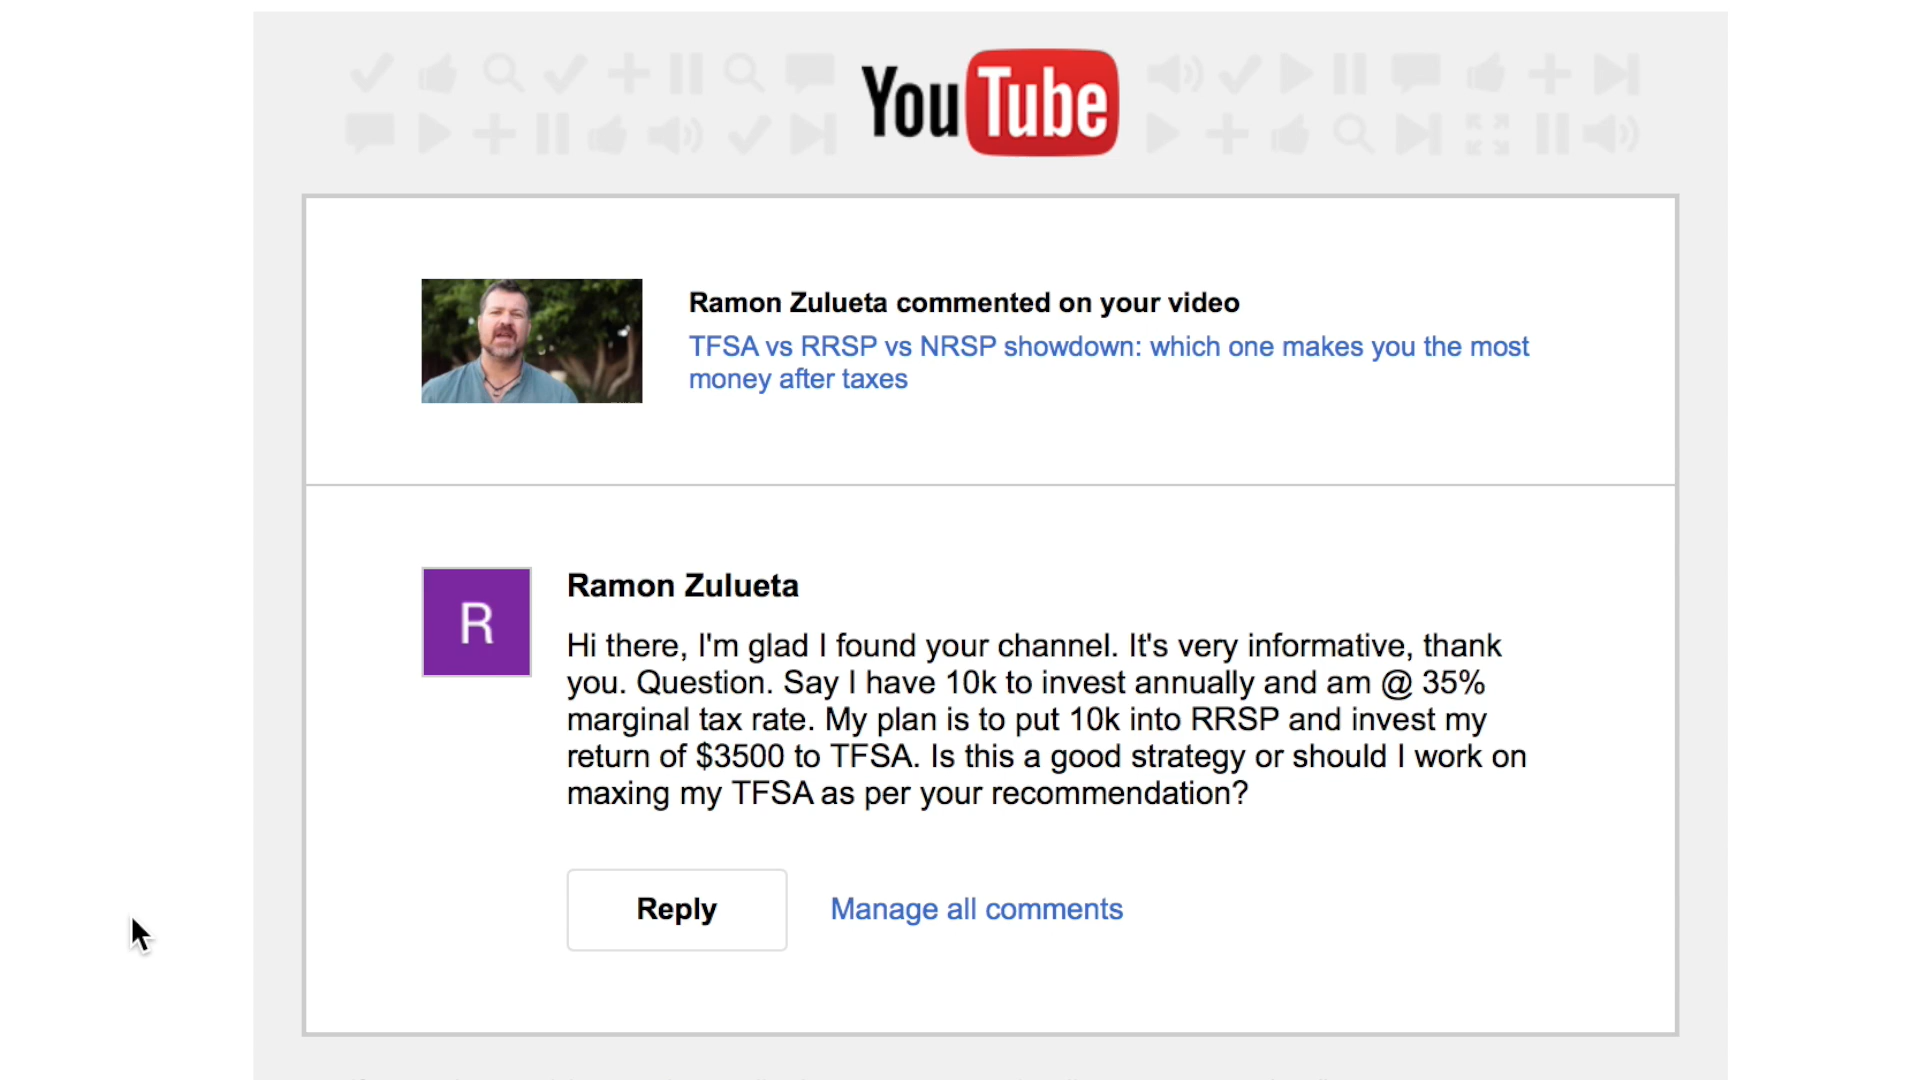 YouTube
Ramon Zulueta commented on your video
TFSA vs RRSP vs NRSP showdown: which one makes you the most
money after taxes
R
Ramon Zulueta
Hi there, I'm glad I found your channel. It's very informative, thank
you. Question. Say I have 10k to invest annually and am @ 35%
marginal tax rate. My plan is to put 10k into RRSP and invest my
return of $3500 to TFSA. Is this a good strategy or should I work on
maxing my TFSA as per your recommendation?
Reply
Manage all comments